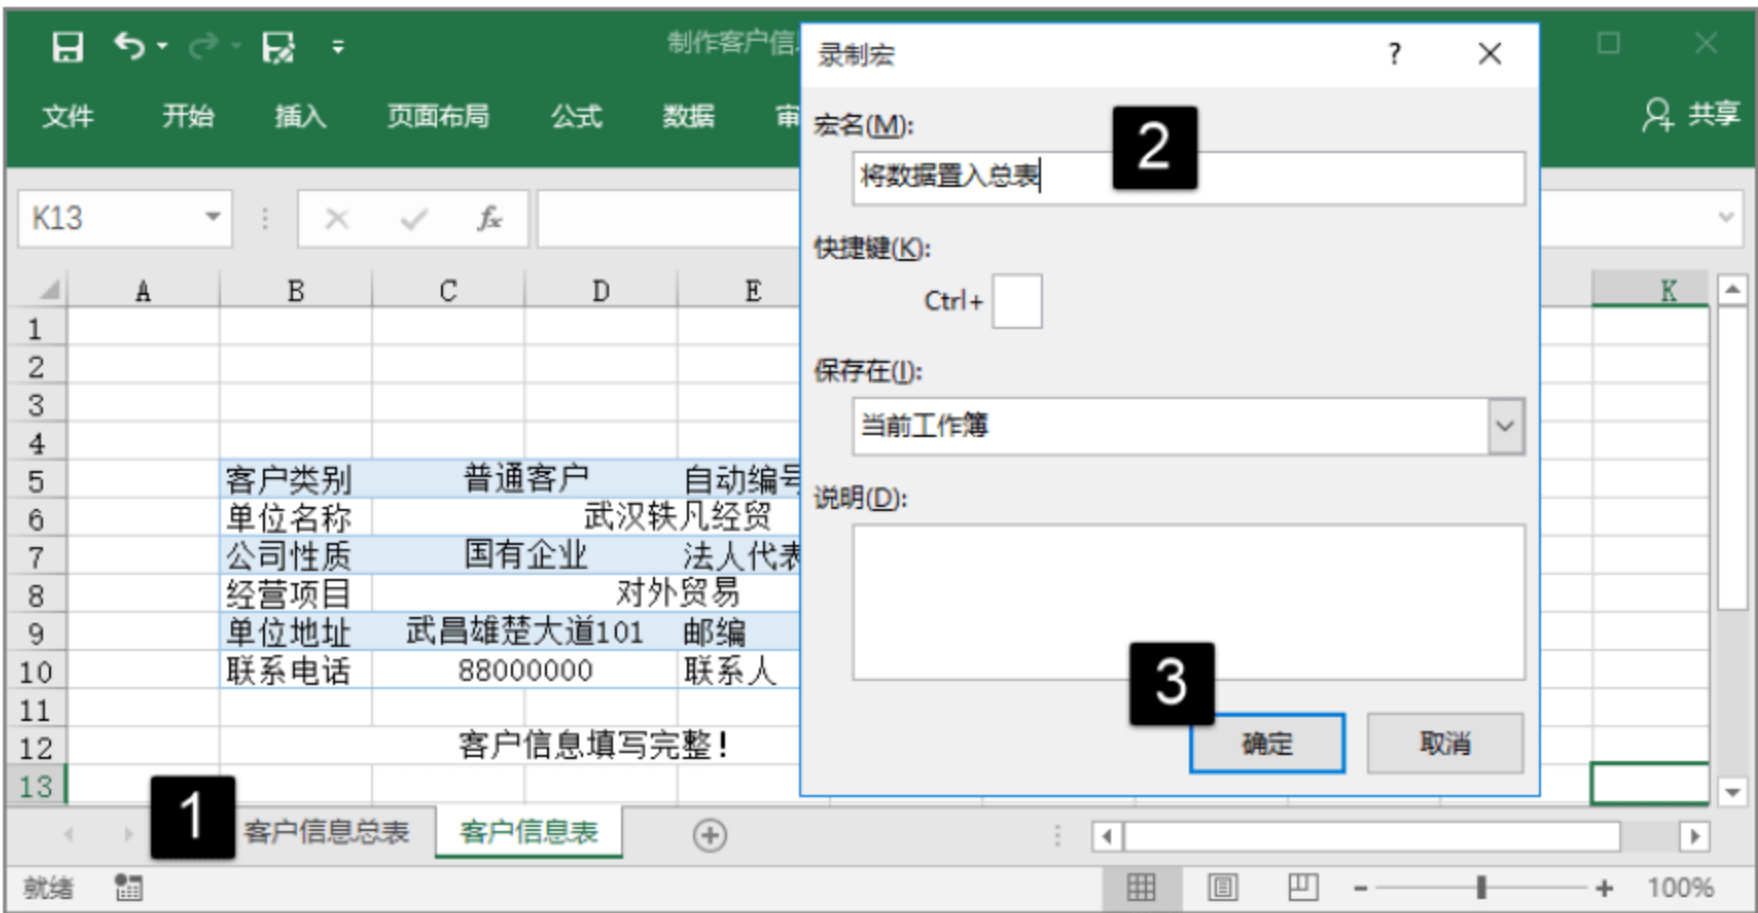 制作客户信息
文件 开始 插入 页面布局 公式 数据 审 共享
录制宏 ?
宏名(M):
2
将数据置入总表
快捷键(K):
Ctrl+
保存在(I):
当前工作簿
说明(D):
3
确定 取消
K13 fx
A B C D E K
1
2
3
4
5 客户类别 普通客户 自动编号
6 单位名称 武汉轶凡经贸
7 公司性质 国有企业 法人代表
8 经营项目 对外贸易
9 单位地址 武昌雄楚大道101 邮编
10 联系电话 88000000 联系人
11
12 客户信息填写完整!
13
1 客户信息总表 客户信息表
就绪 100%